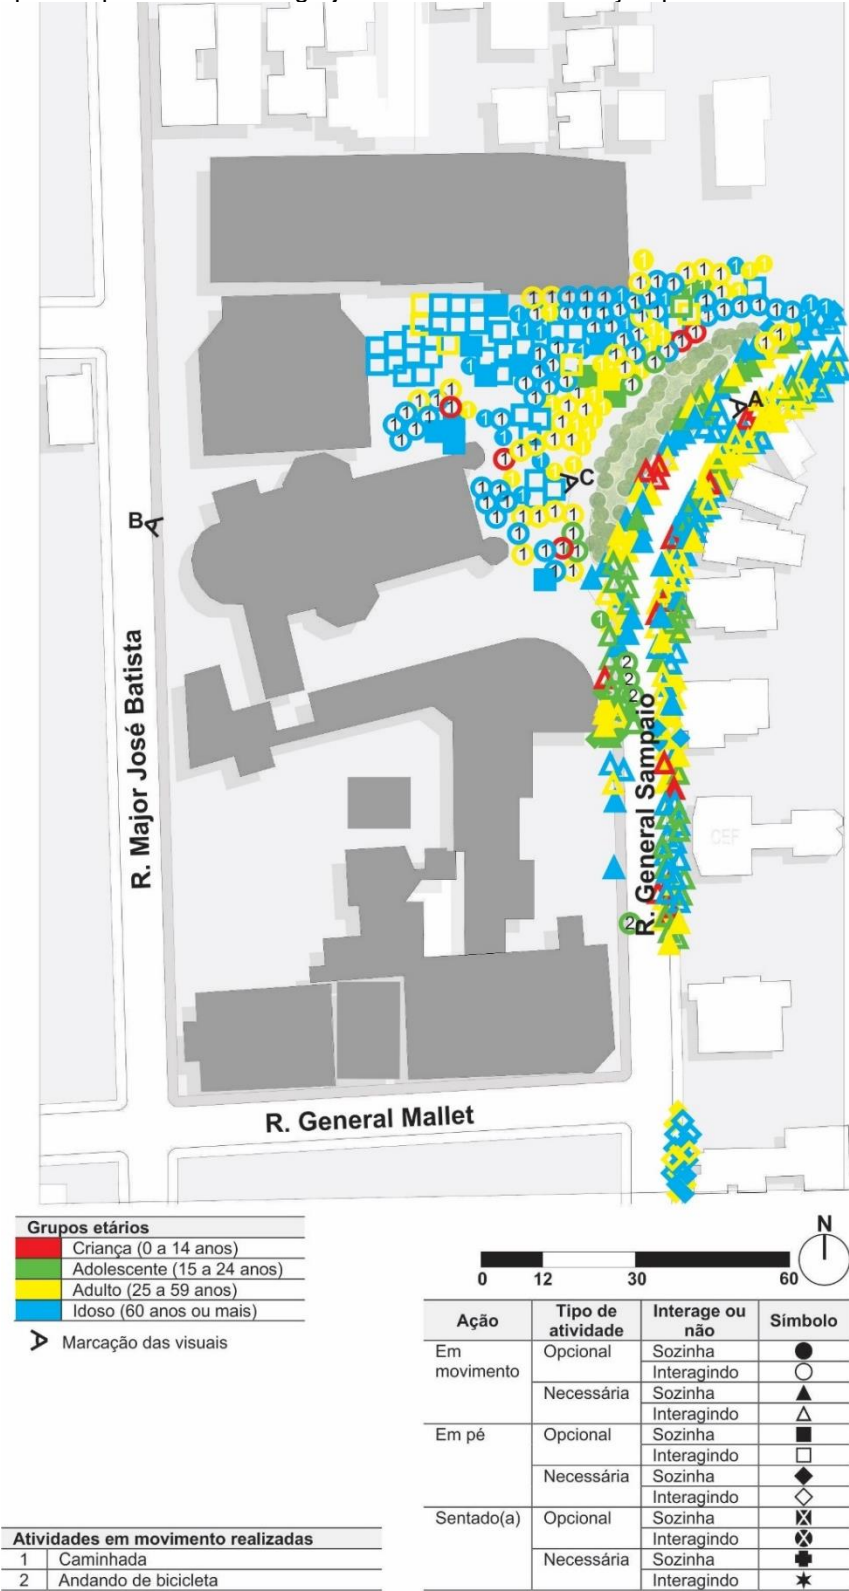 B
A
C
R. Major José Batista
R. General Sampaio
CEF
R. General Mallet
Grupos etários
Criança (0 a 14 anos)
Adolescente (15 a 24 anos)
Adulto (25 a 59 anos)
Idoso (60 anos ou mais)
Marcação das visuais
N
0 12 30 60
Ação Tipo de atividade Interage ou não Símbolo
Em movimento Opcional Sozinha
Interagindo
Necessária Sozinha
Interagindo
Em pé Opcional Sozinha
Interagindo
Necessária Sozinha
Interagindo
Sentado(a) Opcional Sozinha
Interagindo
Necessária Sozinha
Interagindo
Atividades em movimento realizadas
1 Caminhada
2 Andando de bicicleta